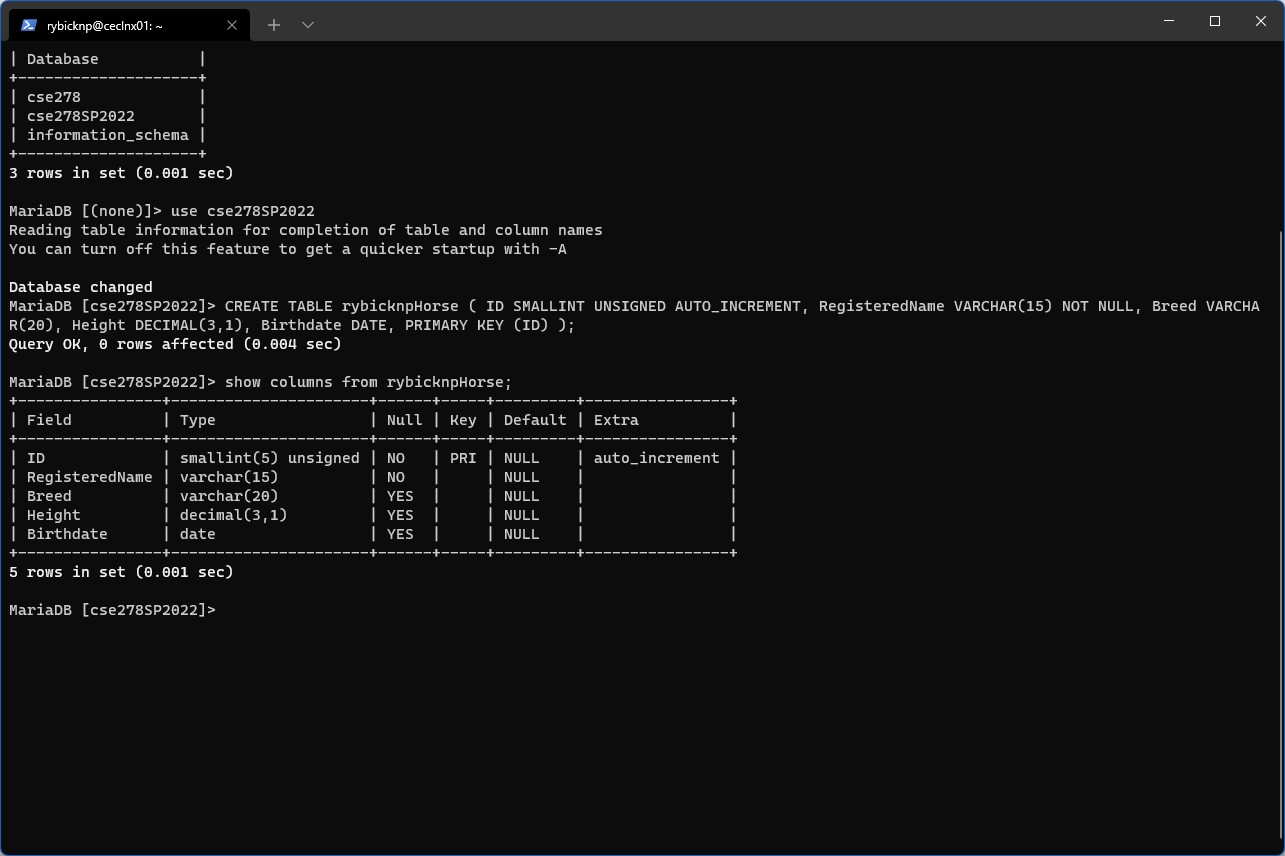 rybicknp@ceclnx01: ~
| Database           |
+--------------------+
| cse278             |
| cse278SP2022       |
| information_schema |
+--------------------+
3 rows in set (0.001 sec)

MariaDB [(none)]> use cse278SP2022
Reading table information for completion of table and column names
You can turn off this feature to get a quicker startup with -A

Database changed
MariaDB [cse278SP2022]> CREATE TABLE rybicknpHorse ( ID SMALLINT UNSIGNED AUTO_INCREMENT, RegisteredName VARCHAR(15) NOT NULL, Breed VARCHA
R(20), Height DECIMAL(3,1), Birthdate DATE, PRIMARY KEY (ID) );
Query OK, 0 rows affected (0.004 sec)

MariaDB [cse278SP2022]> show columns from rybicknpHorse;
+----------------+----------------------+------+-----+---------+----------------+
| Field          | Type                 | Null | Key | Default | Extra          |
+----------------+----------------------+------+-----+---------+----------------+
| ID             | smallint(5) unsigned | NO   | PRI | NULL    | auto_increment |
| RegisteredName | varchar(15)          | NO   |     | NULL    |                |
| Breed          | varchar(20)          | YES  |     | NULL    |                |
| Height         | decimal(3,1)         | YES  |     | NULL    |                |
| Birthdate      | date                 | YES  |     | NULL    |                |
+----------------+----------------------+------+-----+---------+----------------+
5 rows in set (0.001 sec)

MariaDB [cse278SP2022]>